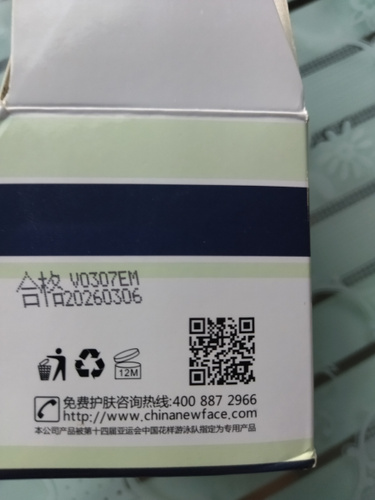 合格 V0307EM
20260306
12M
免费护肤咨询热线:400 887 2966
http://www.chinanewface.com
本公司产品被第十四届亚运会中国花样游泳队指定为专用产品